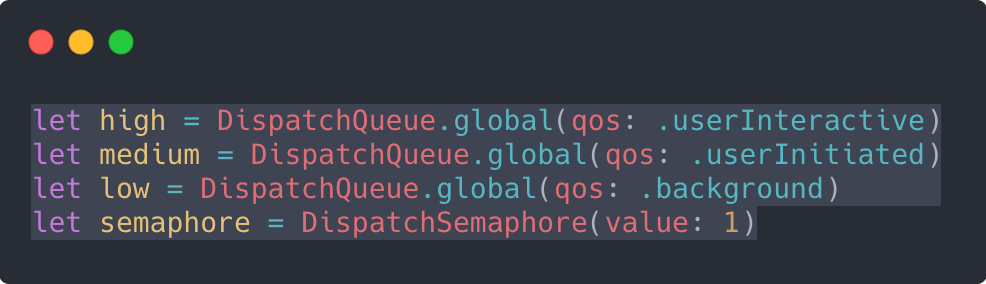 let high = DispatchQueue.global(qos: .userInteractive)
let medium = DispatchQueue.global(qos: .userInitiated)
let low = DispatchQueue.global(qos: .background)
let semaphore = DispatchSemaphore(value: 1)